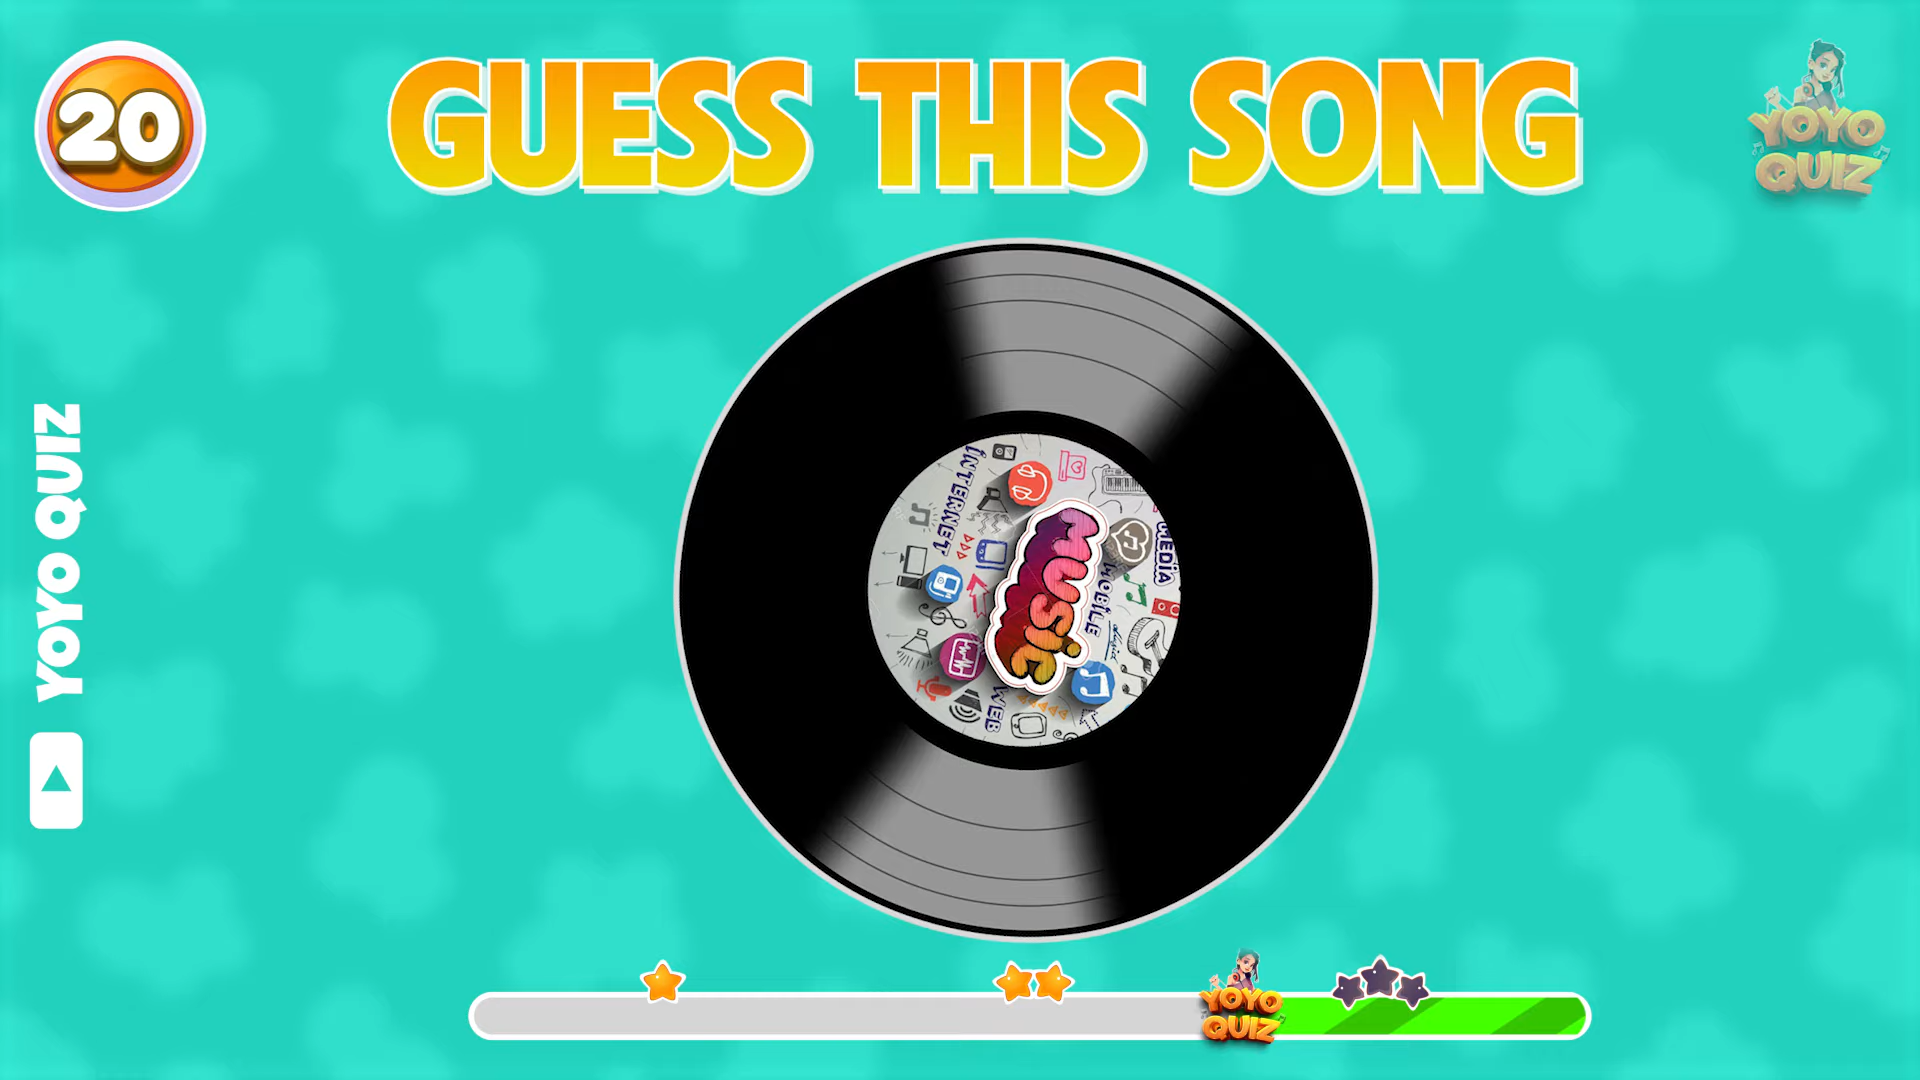 20
GUESS THIS SONG
YOYO
QUIZ
YOYO QUIZ
INTERNET
MEDiA
MOBiLE
MUSiC
WEB
YOYO
QUIZ